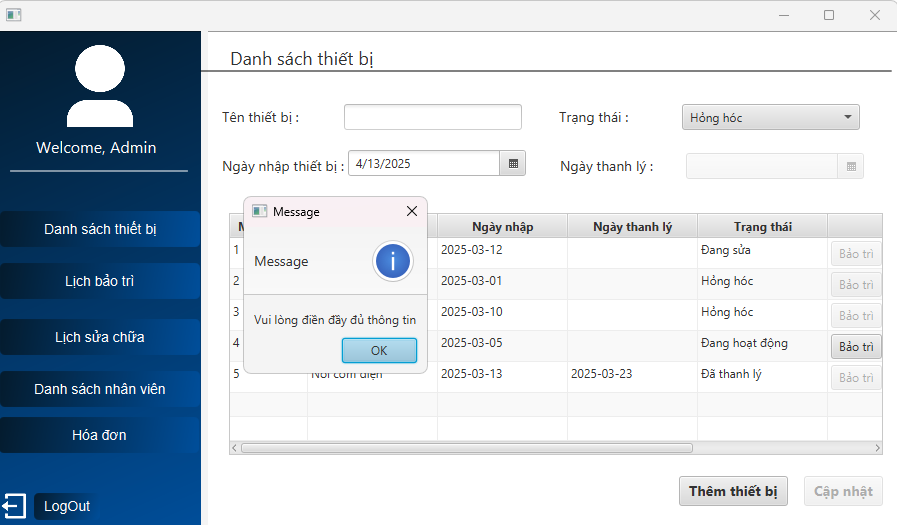 Danh sách thiết bị
Welcome, Admin
Tên thiết bị :
Trạng thái :
Hỏng hóc
Ngày nhập thiết bị :
4/13/2025
Ngày thanh lý :
Danh sách thiết bị
Lịch bảo trì
Lịch sửa chữa
Danh sách nhân viên
Hóa đơn
LogOut
Message
Message
Vui lòng điền đầy đủ thông tin
OK
Ngày nhập Ngày thanh lý Trạng thái
1 2025-03-12 Đang sửa Bảo trì
2 2025-03-01 Hỏng hóc Bảo trì
3 2025-03-10 Hỏng hóc Bảo trì
4 2025-03-05 Đang hoạt động Bảo trì
5 Nồi cơm điện 2025-03-13 2025-03-23 Đã thanh lý Bảo trì
Thêm thiết bị
Cập nhật